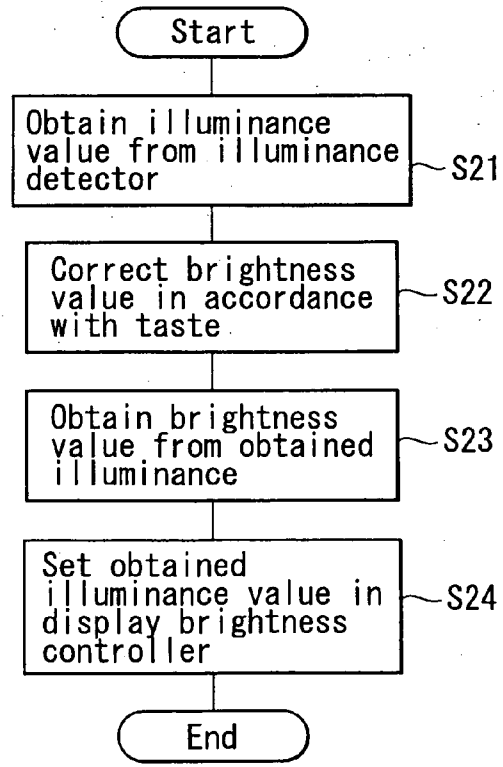 Start
Obtain illuminance
value from illuminance
detector
S21
Correct brightness
value in accordance
with taste
S22
Obtain brightness
value from obtained
illuminance
S23
Set obtained
illuminance value in
display brightness
controller
S24
End